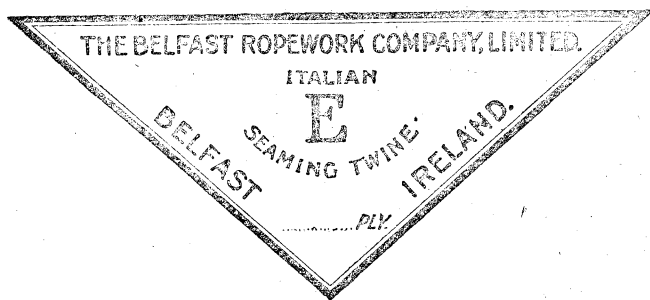 THE BELFAST ROPEWORK COMPANY, LIMITED.
ITALIAN
E
SEAMING TWINE.
BELFAST
IRELAND.
............PLY.